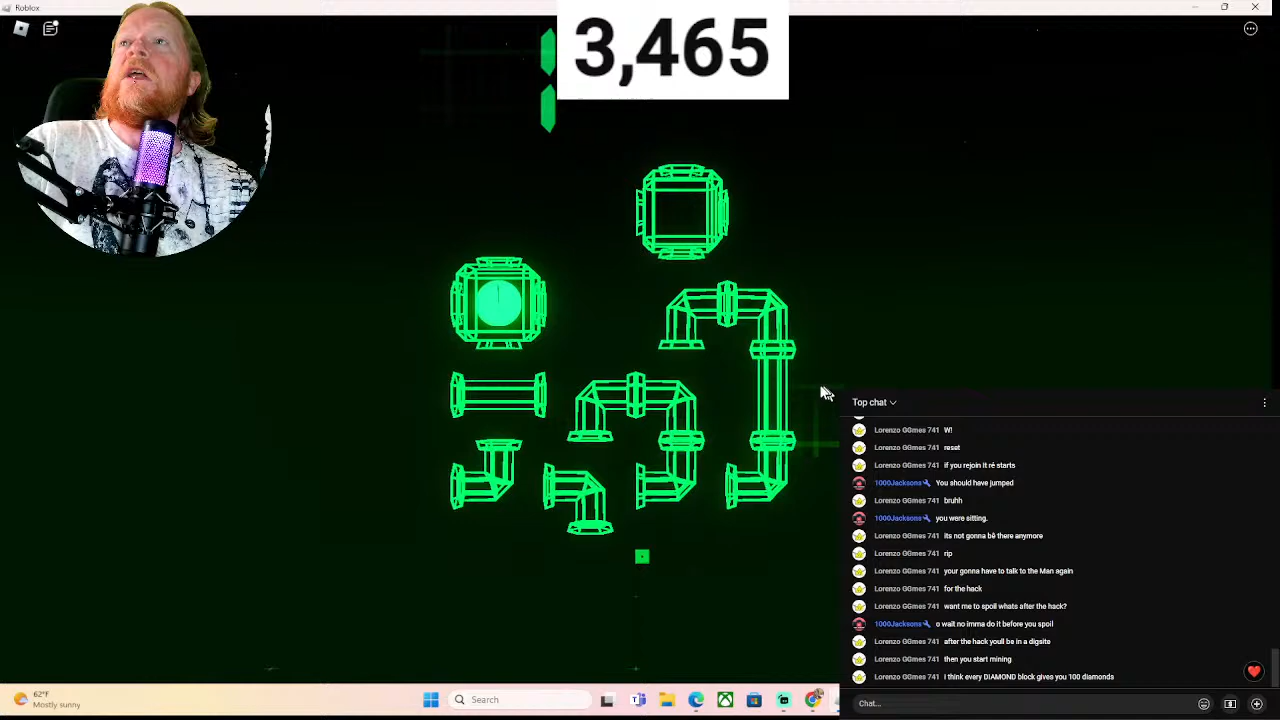 Roblox
3,465
Top chat
Lorenzo GGmes 741 W!
Lorenzo GGmes 741 reset
Lorenzo GGmes 741 if you rejoin it ré starts
1000Jacksons You should have jumped
Lorenzo GGmes 741 bruhh
1000Jacksons you were sitting.
Lorenzo GGmes 741 its not gonna bê there anymore
Lorenzo GGmes 741 rip
Lorenzo GGmes 741 your gonna have to talk to the Man again
Lorenzo GGmes 741 for the hack
Lorenzo GGmes 741 want me to spoil whats after the hack?
1000Jacksons o wait no imma do it before you spoil
Lorenzo GGmes 741 after the hack youll be in a digsite
Lorenzo GGmes 741 then you start mining
Lorenzo GGmes 741 I think every DIAMOND block gives you 100 diamonds
Chat...
62°F
Mostly sunny
Search